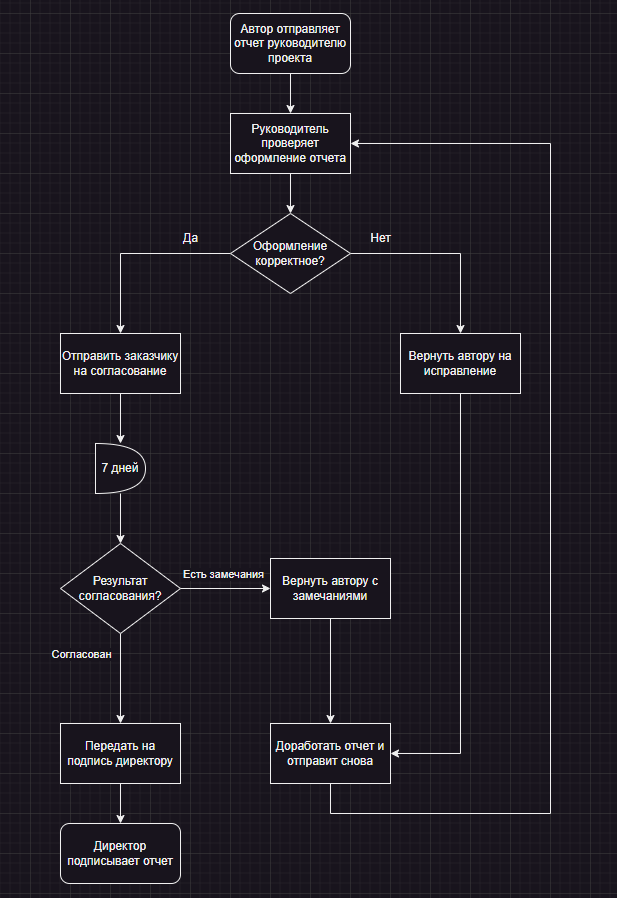 Автор отправляет
отчет руководителю
проекта
Руководитель
проверяет
оформление отчета
Да
Нет
Оформление
корректное?
Отправить заказчику
на согласование
Вернуть автору на
исправление
7 дней
Результат
согласования?
Есть замечания
Вернуть автору с
замечаниями
Согласован
Передать на
подпись директору
Доработать отчет и
отправит снова
Директор
подписывает отчет